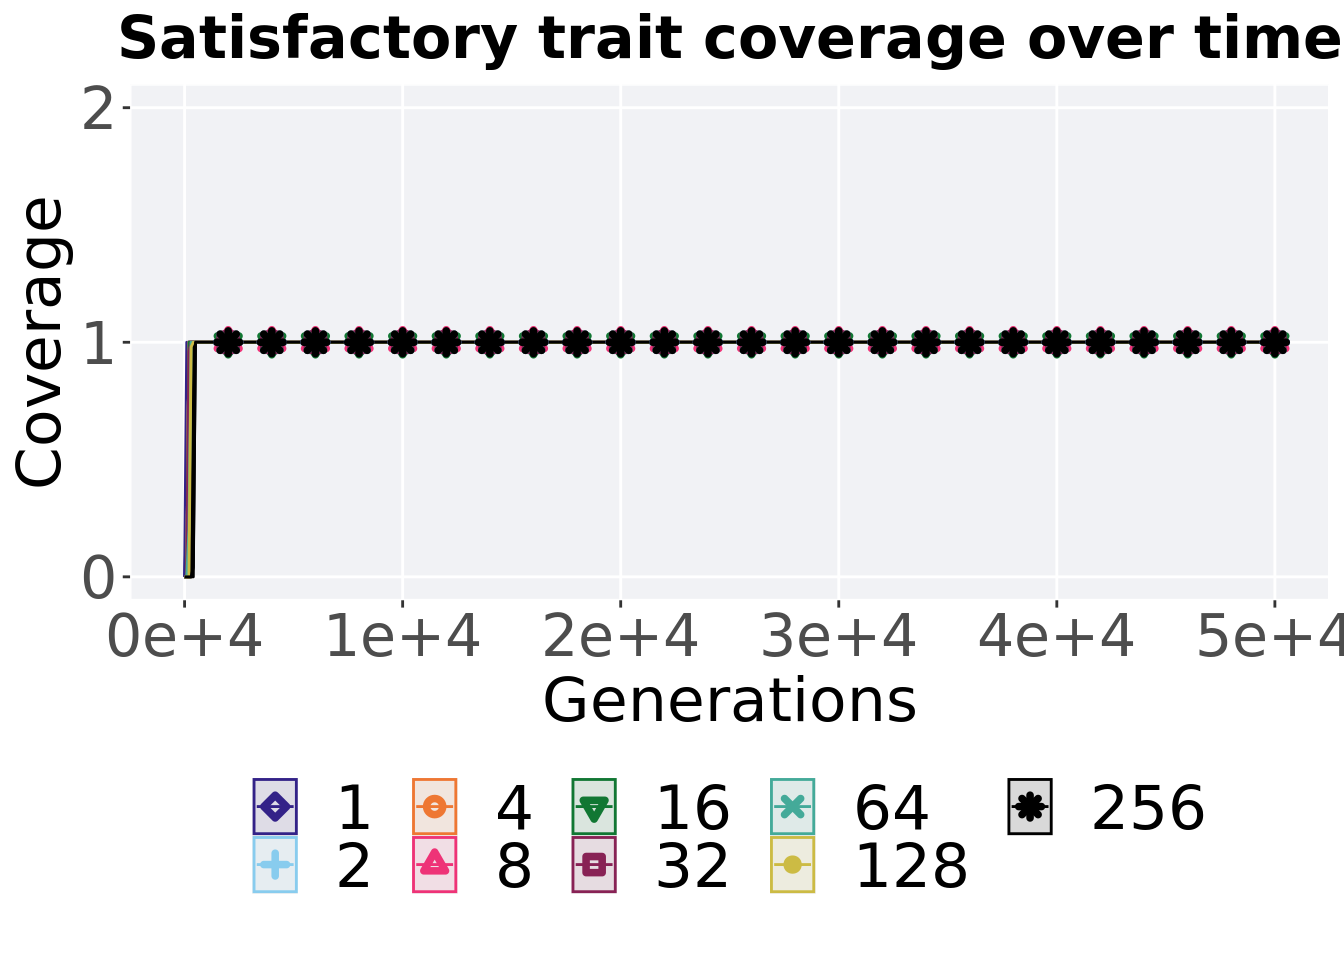 Satisfactory trait coverage over time
Coverage
2
1
0
0e+4 1e+4 2e+4 3e+4 4e+4 5e+4
Generations
1 4 16 64 256
2 8 32 128